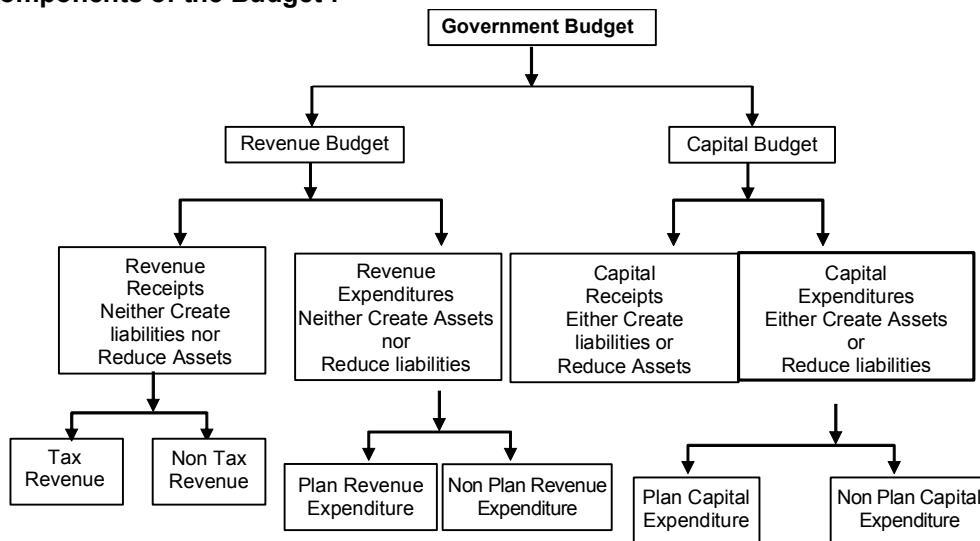 omponents of the Budget :
Government Budget
Revenue Budget
Capital Budget
Revenue
Receipts
Neither Create
liabilities nor
Reduce Assets
Revenue
Expenditures
Neither Create Assets
nor
Reduce liabilities
Capital
Receipts
Either Create
liabilities or
Reduce Assets
Capital
Expenditures
Either Create Assets
or
Reduce liabilities
Tax
Revenue
Non Tax
Revenue
Plan Revenue
Expenditure
Non Plan Revenue
Expenditure
Plan Capital
Expenditure
Non Plan Capital
Expenditure